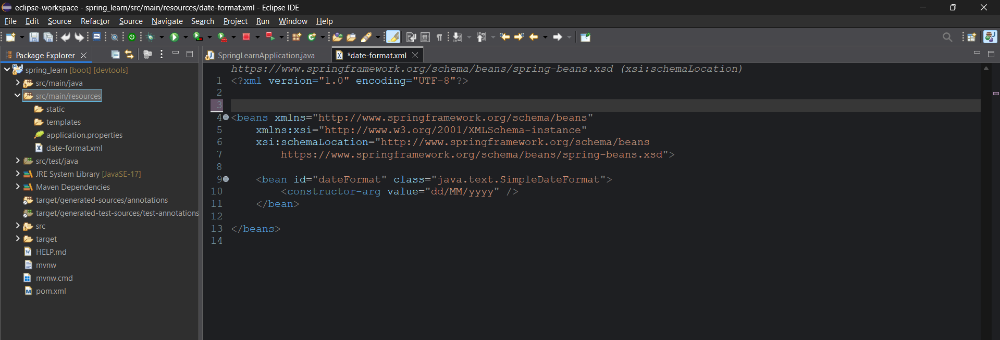 eclipse-workspace - spring_learn/src/main/resources/date-format.xml - Eclipse IDE
File Edit Source Refactor Source Navigate Search Project Run Window Help
Package Explorer
spring_learn [boot] [devtools]
src/main/java
src/main/resources
static
templates
application.properties
date-format.xml
src/test/java
JRE System Library [JavaSE-17]
Maven Dependencies
target/generated-sources/annotations
target/generated-test-sources/test-annotations
src
target
HELP.md
mvnw
mvnw.cmd
pom.xml
SpringLearnApplication.java *date-format.xml
https://www.springframework.org/schema/beans/spring-beans.xsd (xsi:schemaLocation)
1 <?xml version="1.0" encoding="UTF-8"?>
2
3
4 <beans xmlns="http://www.springframework.org/schema/beans"
5 xmlns:xsi="http://www.w3.org/2001/XMLSchema-instance"
6 xsi:schemaLocation="http://www.springframework.org/schema/beans
7 https://www.springframework.org/schema/beans/spring-beans.xsd">
8
9 <bean id="dateFormat" class="java.text.SimpleDateFormat">
10 <constructor-arg value="dd/MM/yyyy" />
11 </bean>
12
13 </beans>
14